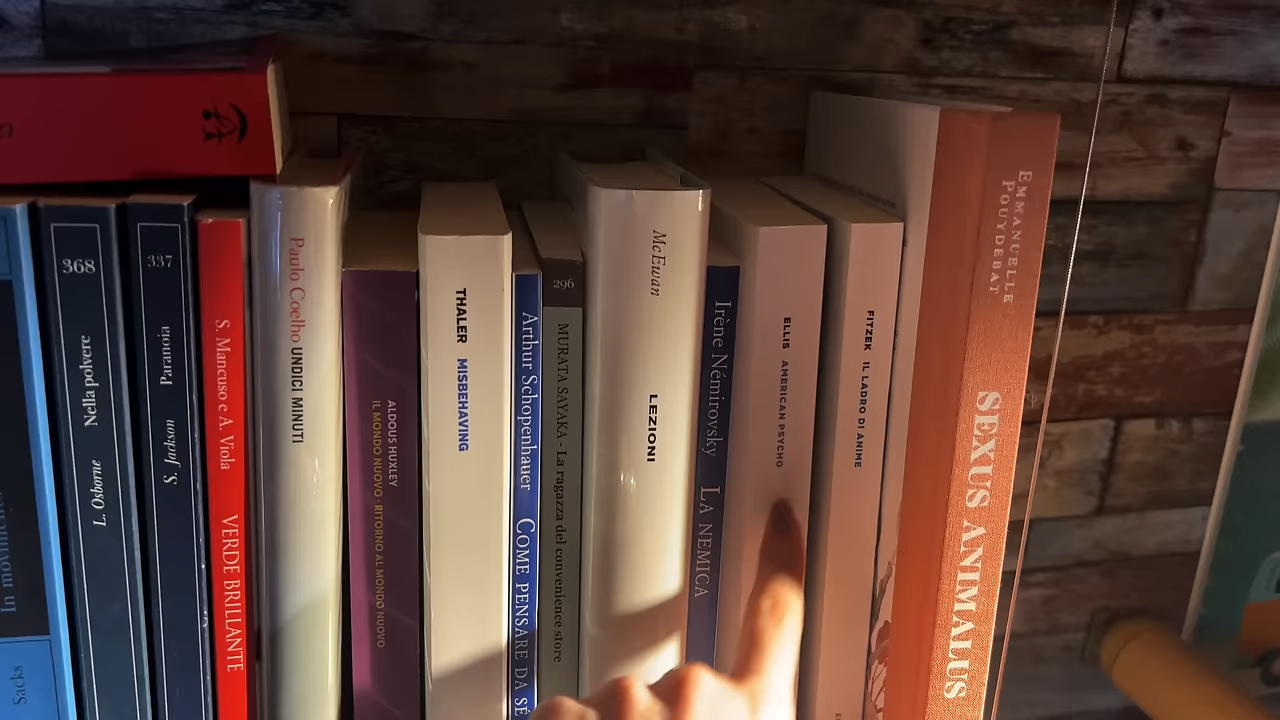 In movimento
Sacks
368
Nella polvere
L. Osborne
337
Paranoia
S. Jackson
S. Mancuso e A. Viola VERDE BRILLANTE
Paulo Coelho UNDICI MINUTI
ALDOUS HUXLEY
IL MONDO NUOVO - RITORNO AL MONDO NUOVO
THALER MISBEHAVING
Arthur Schopenhauer COME PENSARE DA SÉ
296
MURATA SAYAKA - La ragazza del convenience store
McEwan
LEZIONI
Irène Némirovsky LA NEMICA
ELLIS AMERICAN PSYCHO
FITZEK IL LADRO DI ANIME
EMMANUELLE
POUYDEBAT
SEXUS ANIMALUS